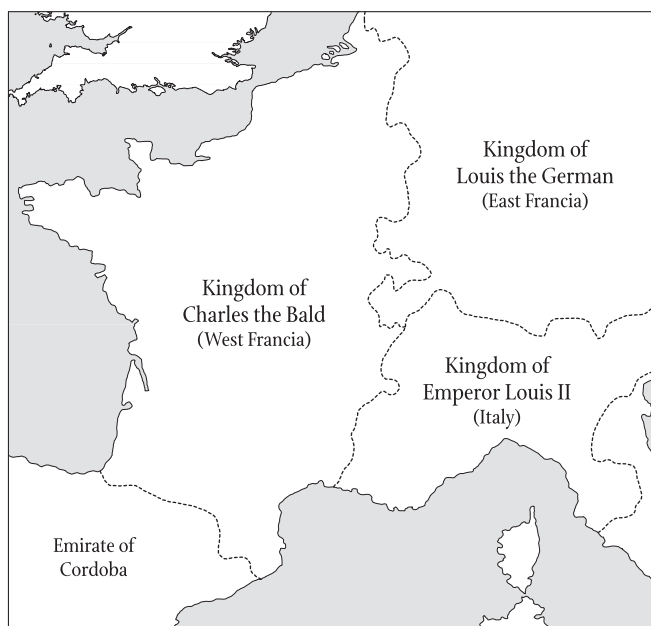 Kingdom of
Louis the German
(East Francia)
Kingdom of
Charles the Bald
(West Francia)
Kingdom of
Emperor Louis II
(Italy)
Emirate of
Cordoba